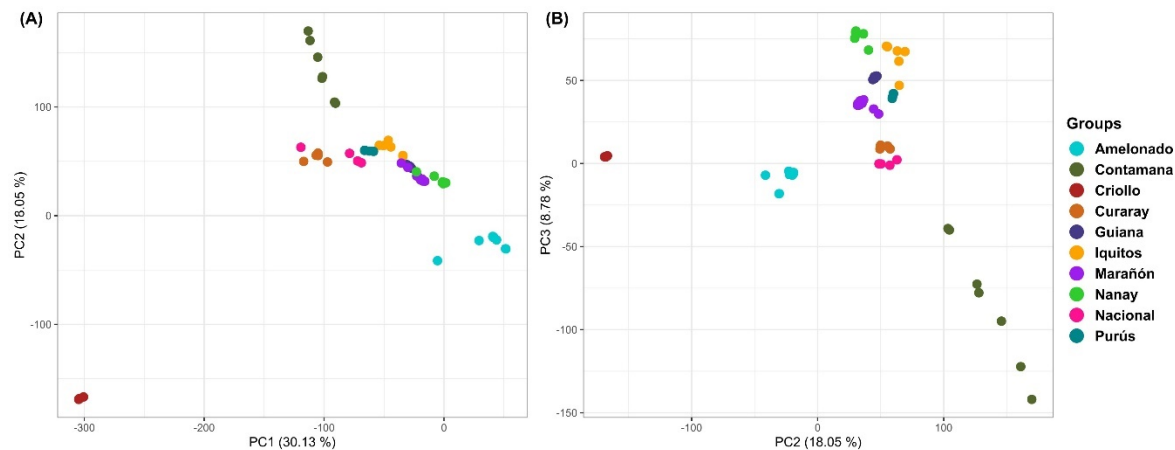 (A)
100
0
-100
-300
-200
-100
0
PC2 (18.05 %)
PC1 (30.13 %)
(B)
50
0
-50
-100
-150
-100
0
100
PC3 (8.78 %)
PC2 (18.05 %)
Groups
Amelonado
Contamana
Criollo
Curaray
Guiana
Iquitos
Marañón
Nanay
Nacional
Purús